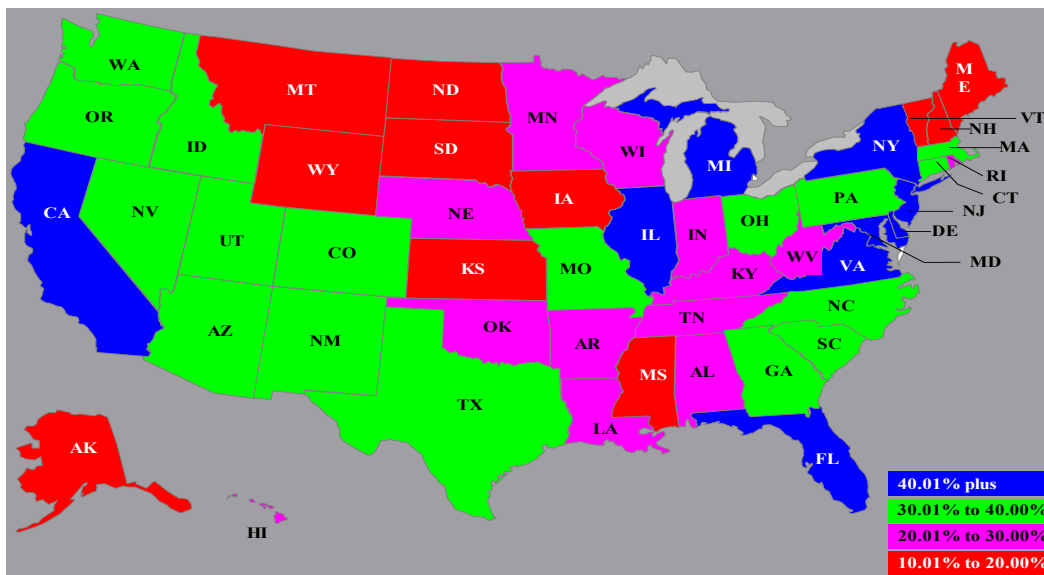 WA
MT
ND
MN
M
E
VT
OR
ID
SD
WI
MI
NY
NH
MA
WY
IA
RI
CT
CA
NV
UT
CO
NE
IL
IN
OH
PA
NJ
DE
KS
MO
KY
WV
VA
MD
AZ
NM
OK
AR
TN
NC
SC
TX
LA
MS
AL
GA
AK
HI
FL
40.01% plus
30.01% to 40.00%
20.01% to 30.00%
10.01% to 20.00%